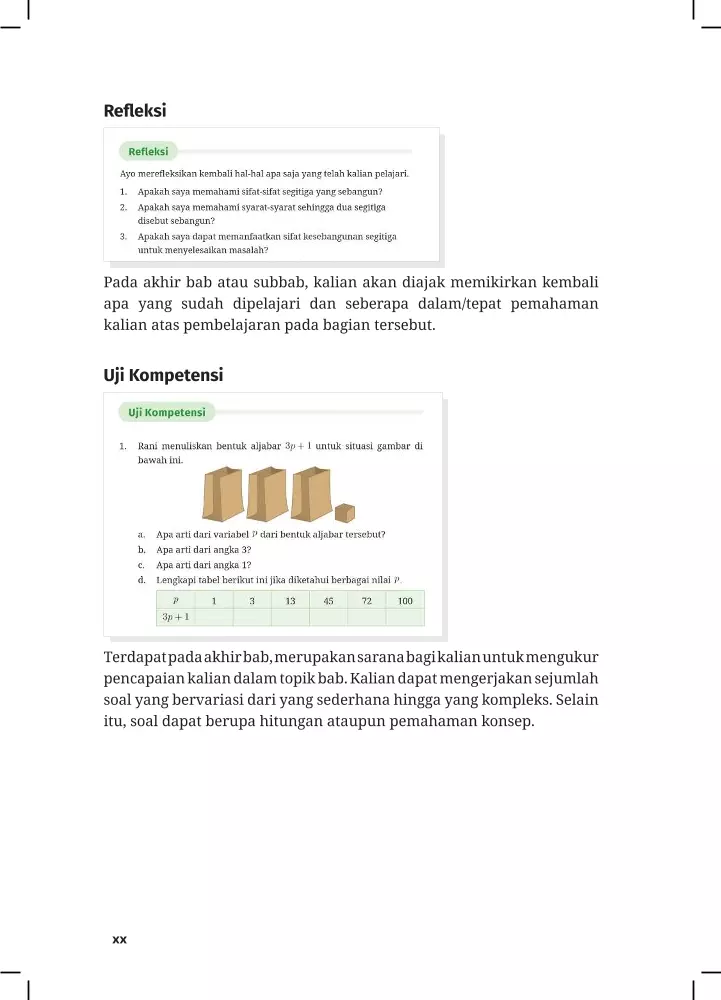 Refleksi
Refleksi
Ayo merefleksikan kembali hal-hal apa saja yang telah kalian pelajari.
1. Apakah saya memahami sifat-sifat segitiga yang sebangun?
2. Apakah saya memahami syarat-syarat sehingga dua segitiga
disebut sebangun?
3. Apakah saya dapat memanfaatkan sifat kesebangunan segitiga
untuk menyelesaikan masalah?
Pada akhir bab atau subbab, kalian akan diajak memikirkan kembali
apa yang sudah dipelajari dan seberapa dalam/tepat pemahaman
kalian atas pembelajaran pada bagian tersebut.
Uji Kompetensi
Uji Kompetensi
1. Rani menuliskan bentuk aljabar 3p + 1 untuk situasi gambar di
bawah ini.
a. Apa arti dari variabel p dari bentuk aljabar tersebut?
b. Apa arti dari angka 3?
c. Apa arti dari angka 1?
d. Lengkapi tabel berikut ini jika diketahui berbagai nilai p.
p 1 3 13 45 72 100
3p + 1
Terdapat pada akhir bab, merupakan sarana bagi kalian untuk mengukur
pencapaian kalian dalam topik bab. Kalian dapat mengerjakan sejumlah
soal yang bervariasi dari yang sederhana hingga yang kompleks. Selain
itu, soal dapat berupa hitungan ataupun pemahaman konsep.
xx